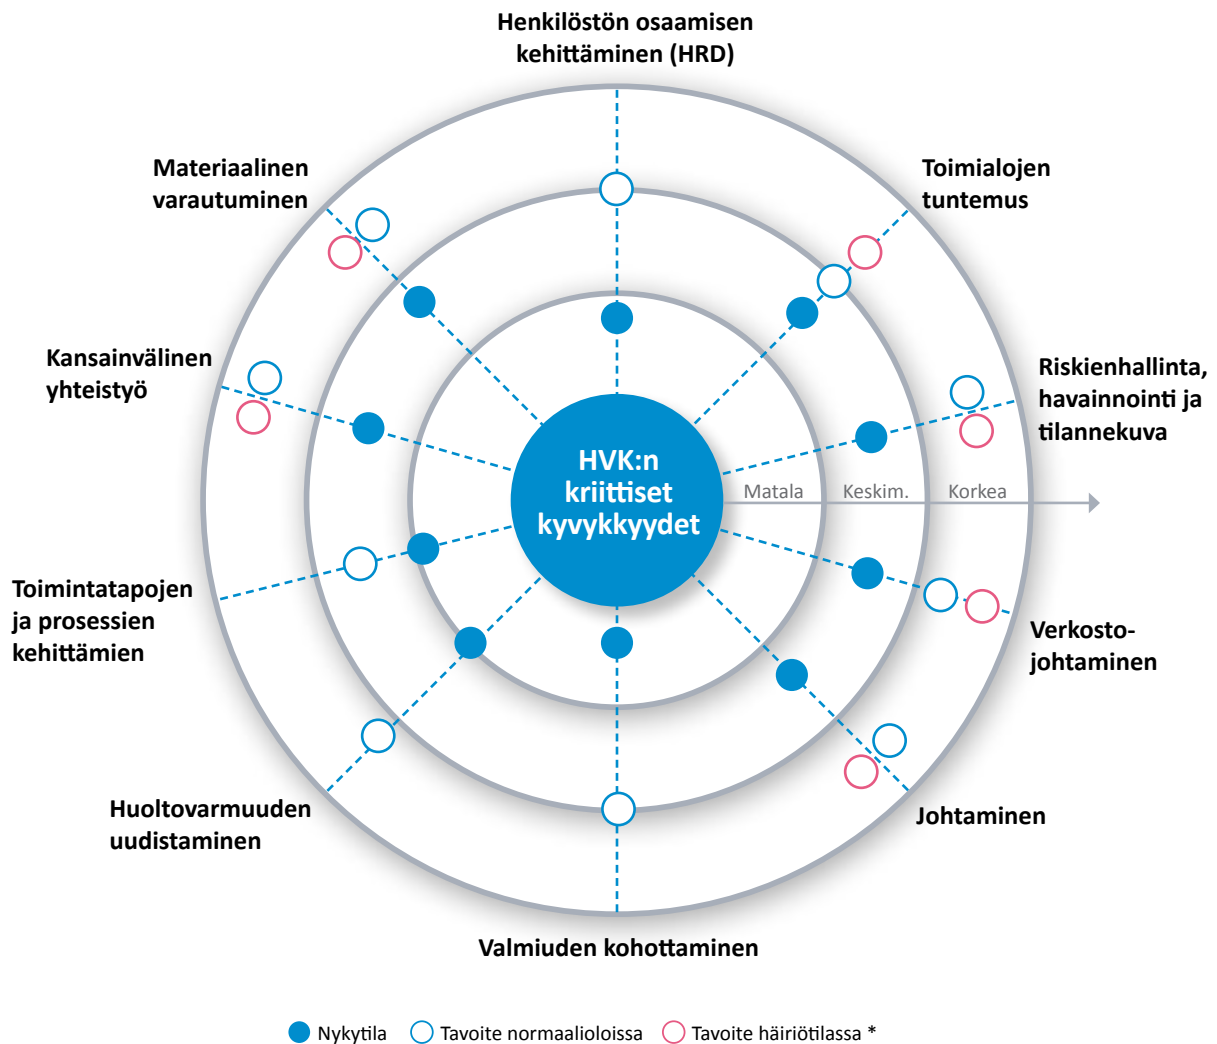 Henkilöstön osaamisen
kehittäminen (HRD)
Materiaalinen
varautuminen
Toimialojen
tuntemus
Kansainvälinen
yhteistyö
Riskienhallinta,
havainnointi ja
tilannekuva
HVK:n
kriittiset
kyvykkyydet
Matala
Keskim.
Korkea
Toimintatapojen
ja prosessien
kehittämien
Verkosto-
johtaminen
Huoltovarmuuden
uudistaminen
Johtaminen
Valmiuden kohottaminen
Nykytila
Tavoite normaalioloissa
Tavoite häiriötilassa *